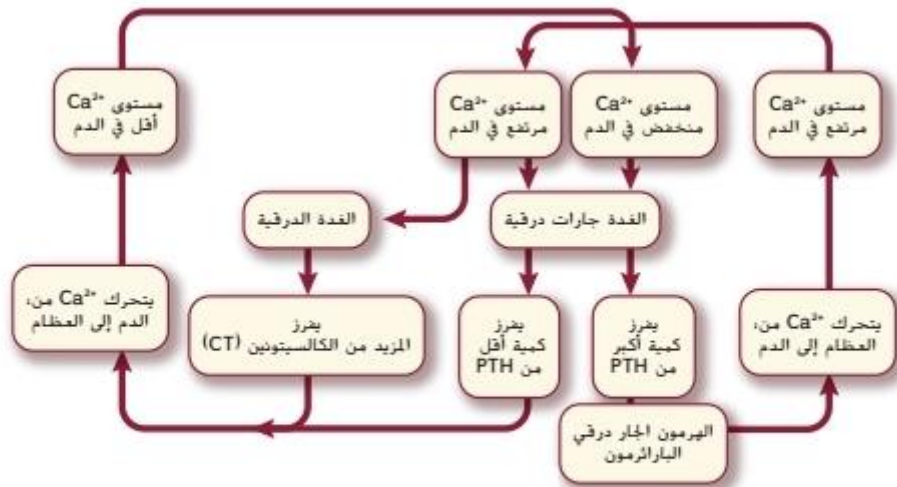 مستوى Ca²⁺
مرتفع في الدم
مستوى Ca²⁺
منخفض في الدم
مستوى Ca²⁺
مرتفع في الدم
مستوى Ca²⁺
أقل في الدم
الغدة جارات درقية
الغدة الدرقية
يتحرك Ca²⁺ من:
العظام إلى الدم
يفرز
كمية أكبر
من PTH
يفرز
كمية أقل
من PTH
يفرز
المزيد من الكالسيتونين (CT)
يتحرك Ca²⁺ من:
الدم إلى العظام
الهرمون الجار درقي
الباراثرمون